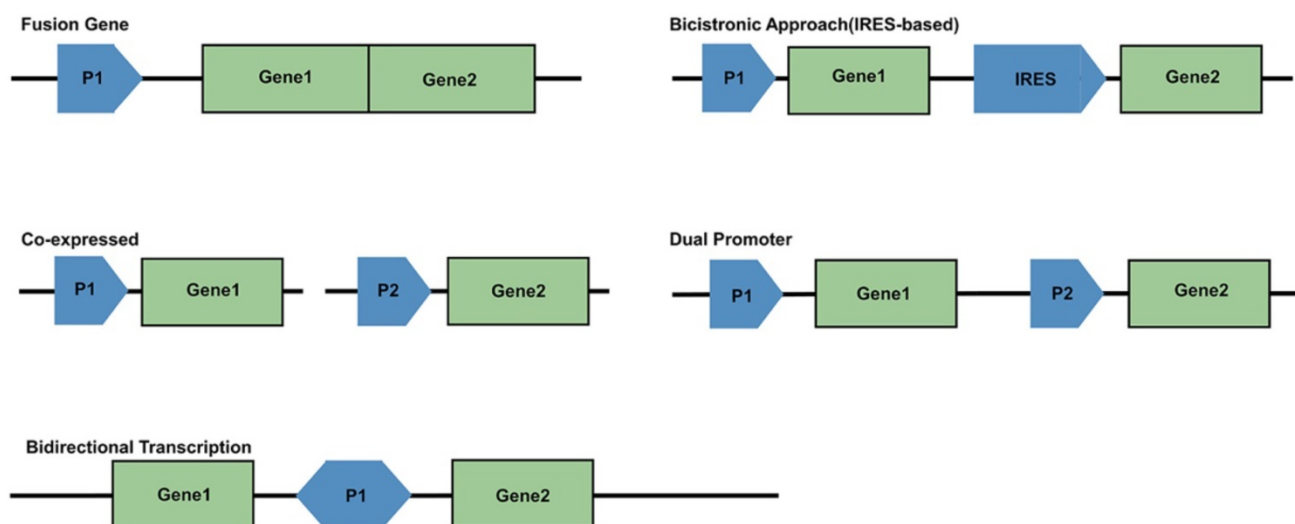 Fusion Gene
P1
Gene1
Gene2
Bicistronic Approach(IRES-based)
P1
Gene1
IRES
Gene2
Co-expressed
P1
Gene1
P2
Gene2
Dual Promoter
P1
Gene1
P2
Gene2
Bidirectional Transcription
Gene1
P1
Gene2